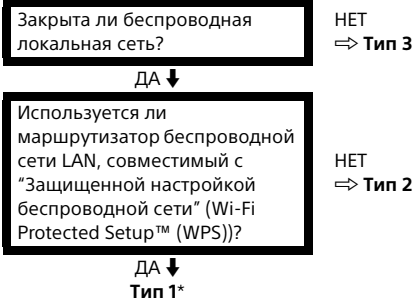 Закрыта ли беспроводная
локальная сеть?
НЕТ
⇨ Тип 3
ДА ⬇
Используется ли
маршрутизатор беспроводной
сети LAN, совместимый с
“Защищенной настройкой
беспроводной сети” (Wi-Fi
Protected Setup™ (WPS))?
НЕТ
⇨ Тип 2
ДА ⬇
Тип 1*